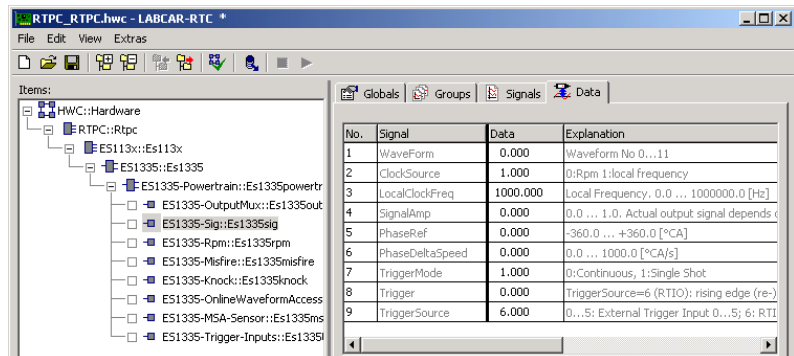 RTPC_RTPC.hwc - LABCAR-RTC *
File Edit View Extras
Items:
HWC::Hardware
RTPC::Rtpc
ES113x::Es113x
ES1335::Es1335
ES1335-Powertrain::Es1335powertr
ES1335-OutputMux::Es1335out
ES1335-Sig::Es1335sig
ES1335-Rpm::Es1335rpm
ES1335-Misfire::Es1335misfire
ES1335-Knock::Es1335knock
ES1335-OnlineWaveformAccess
ES1335-MSA-Sensor::Es1335ms
ES1335-Trigger-Inputs::Es1335
Globals Groups Signals Data
No. Signal Data Explanation
1 WaveForm 0.000 Waveform No 0...11
2 ClockSource 1.000 0:Rpm 1:local frequency
3 LocalClockFreq 1000.000 Local Frequency. 0.0 ... 1000000.0 [Hz]
4 SignalAmp 0.000 0.0 ... 1.0. Actual output signal depends
5 PhaseRef 0.000 -360.0 ... +360.0 [°CA]
6 PhaseDeltaSpeed 0.000 0.0 ... 1000.0 [°CA/s]
7 TriggerMode 1.000 0:Continuous, 1:Single Shot
8 Trigger 0.000 TriggerSource=6 (RTIO): rising edge (re-)
9 TriggerSource 6.000 0...5: External Trigger Input 0...5; 6: RTI